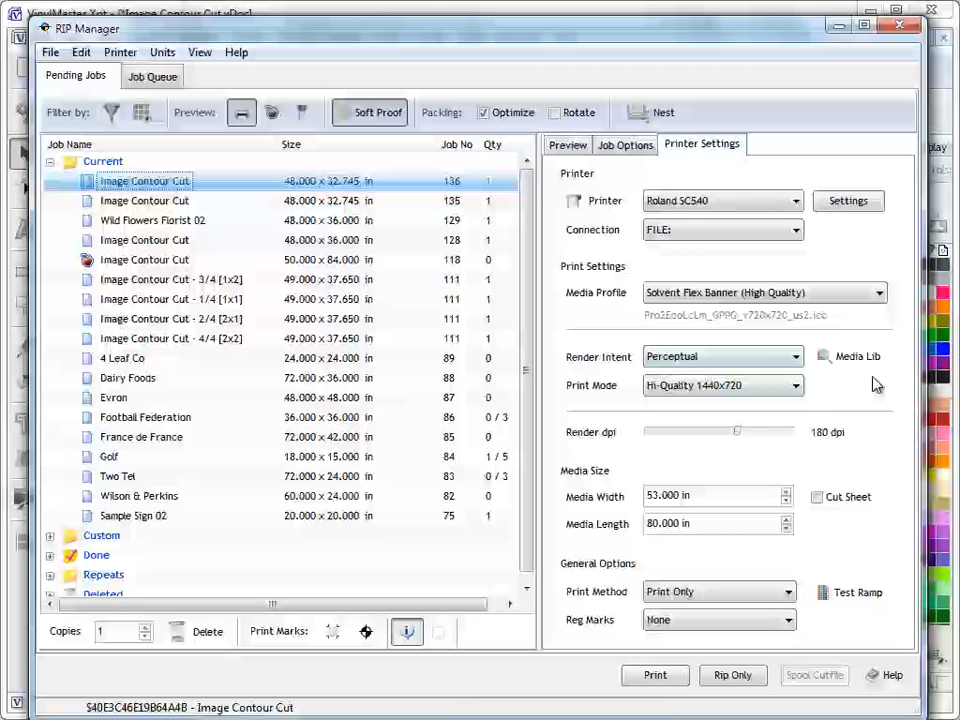 VinylMaster Xpt - [*Image Contour Cut.vDoc]
RIP Manager
File Edit Printer Units View Help
Pending Jobs Job Queue
Filter by: Preview: Soft Proof Packing: Optimize Rotate Nest
Job Name Size Job No Qty
Current
Image Contour Cut 48.000 x 32.745 in 136 1
Image Contour Cut 48.000 x 32.745 in 135 1
Wild Flowers Florist 02 48.000 x 36.000 in 129 1
Image Contour Cut 48.000 x 36.000 in 128 1
Image Contour Cut 50.000 x 84.000 in 118 0
Image Contour Cut - 3/4 [1x2] 49.000 x 37.650 in 111 1
Image Contour Cut - 1/4 [1x1] 49.000 x 37.650 in 111 1
Image Contour Cut - 2/4 [2x1] 49.000 x 37.650 in 111 1
Image Contour Cut - 4/4 [2x2] 49.000 x 37.650 in 111 1
4 Leaf Co 24.000 x 24.000 in 89 0
Dairy Foods 72.000 x 36.000 in 88 0
Evron 48.000 x 48.000 in 87 0
Football Federation 36.000 x 36.000 in 86 0 / 3
France de France 72.000 x 42.000 in 85 0
Golf 18.000 x 15.000 in 84 1 / 5
Two Tel 72.000 x 24.000 in 83 0 / 3
Wilson & Perkins 60.000 x 24.000 in 82 0
Sample Sign 02 20.000 x 20.000 in 75 1
Custom
Done
Repeats
Deleted
Copies 1 Delete Print Marks:
Preview Job Options Printer Settings
Printer
Printer Roland SC540 Settings
Connection FILE:
Print Settings
Media Profile Solvent Flex Banner (High Quality)
Render Intent Perceptual Media Lib
Print Mode Hi-Quality 1440x720
Render dpi 180 dpi
Media Size
Media Width 53.000 in Cut Sheet
Media Length 80.000 in
General Options
Print Method Print Only Test Ramp
Reg Marks None
Print Rip Only Spool Cutfile Help
$40E3C46E19B64A4B - Image Contour Cut